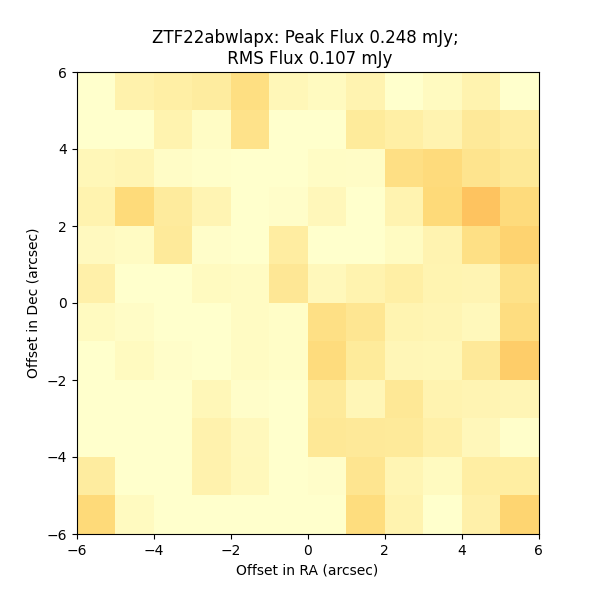 ZTF22abwlapx: Peak Flux 0.248 mJy;
RMS Flux 0.107 mJy
6
4
2
0
−2
−4
−6
Offset in Dec (arcsec)
−6 −4 −2 0 2 4 6
Offset in RA (arcsec)